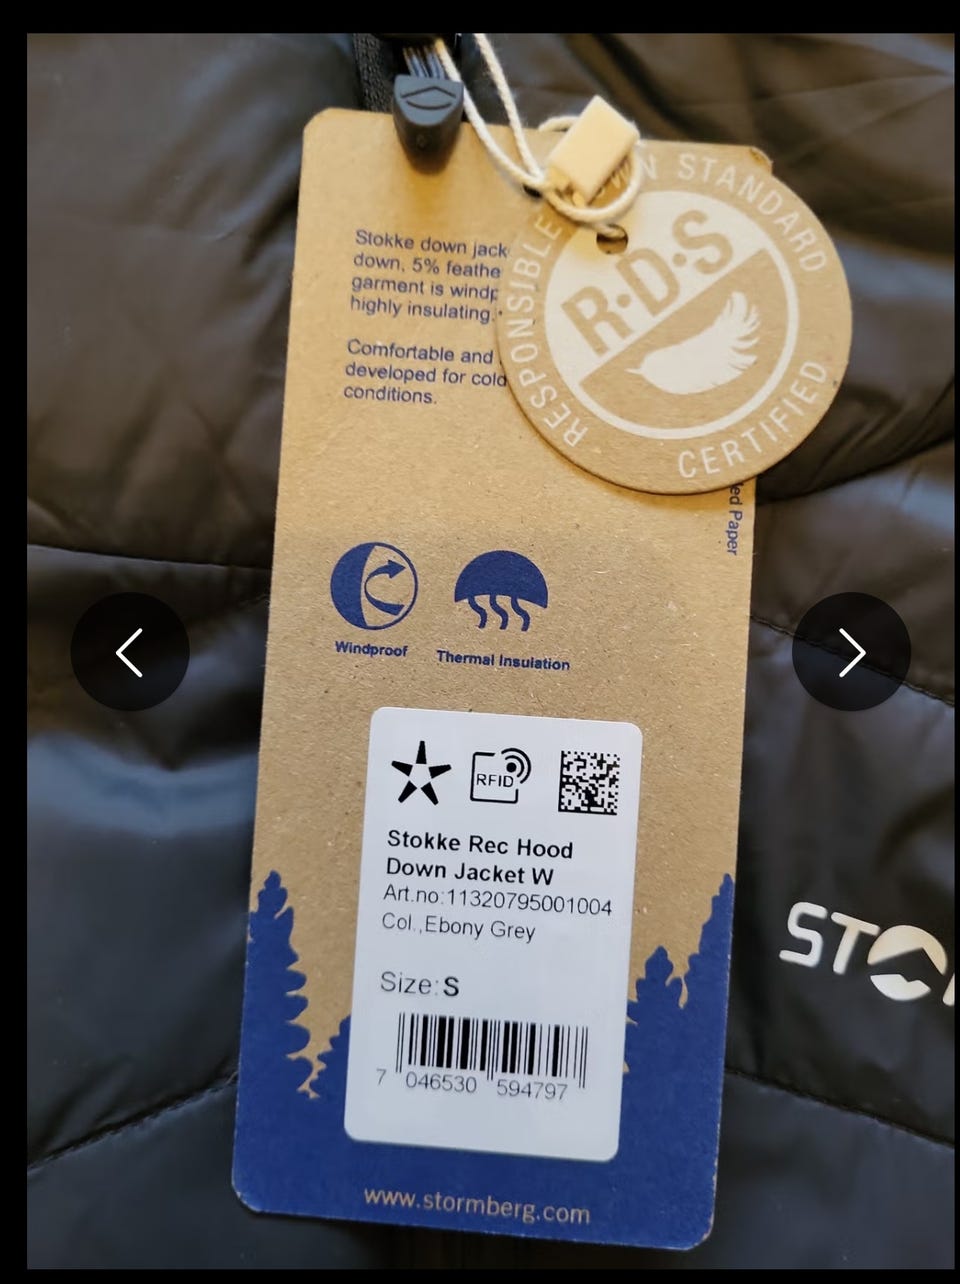 Stokke down jack
down, 5% feathe
garment is windp
highly insulating.
Comfortable and
developed for cold
conditions.
RESPONSIBLE DOWN STANDARD
R·D·S
CERTIFIED
ed Paper
Windproof
Thermal Insulation
RFID
Stokke Rec Hood
Down Jacket W
Art.no:11320795001004
Col.,Ebony Grey
Size:S
7 046530 594797
www.stormberg.com
STO